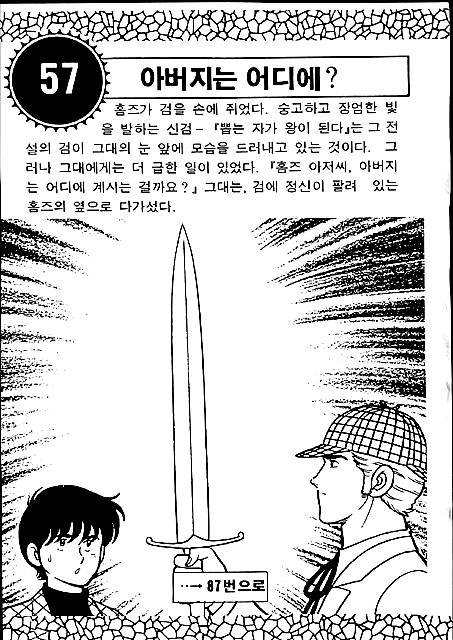 57
아버지는 어디에?
홈즈가 검을 손에 쥐었다. 숭고하고 장엄한 빛
을 발하는 신검–『뽑는 자가 왕이 된다』는 그 전
설의 검이 그대의 눈 앞에 모습을 드러내고 있는 것이다. 그
러나 그대에게는 더 급한 일이 있었다. 『홈즈 아저씨, 아버지
는 어디에 계시는 걸까요?』 그대는, 검에 정신이 팔려 있는
홈즈의 옆으로 다가섰다.
…→ 87번으로